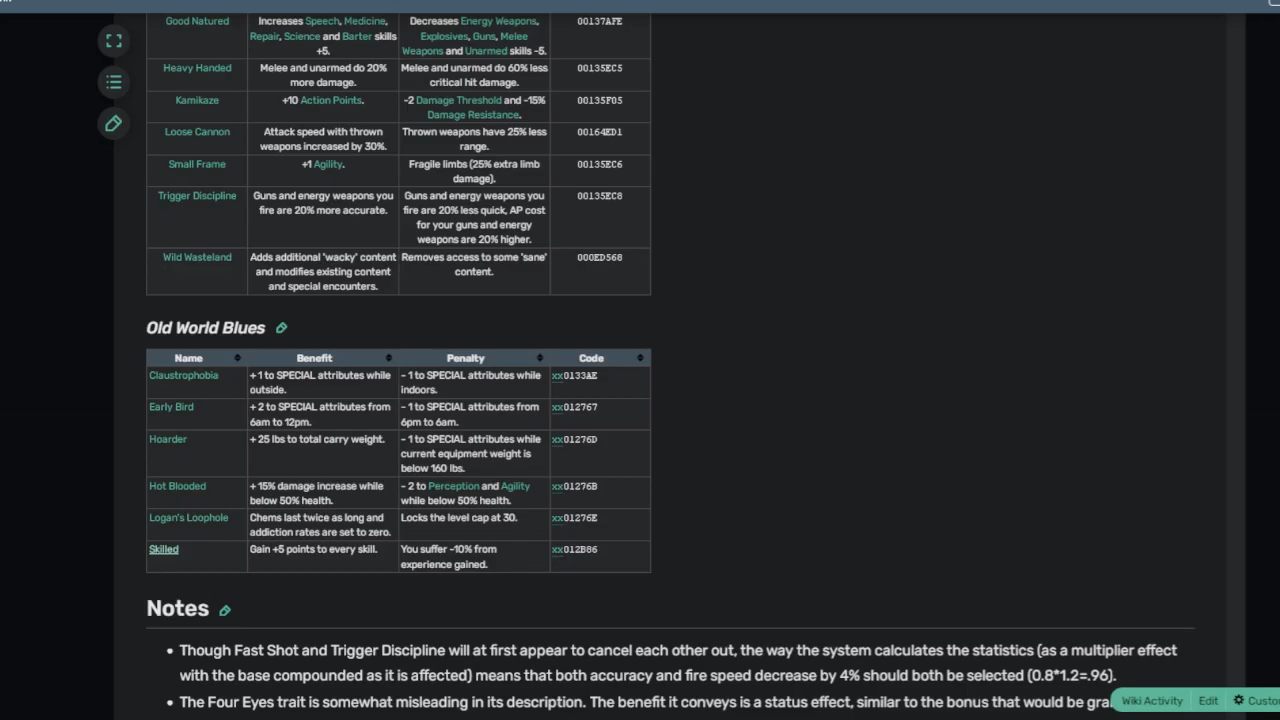 Good Natured
Increases Speech, Medicine,
Repair, Science and Barter skills
+5.
Decreases Energy Weapons,
Explosives, Guns, Melee
Weapons and Unarmed skills -5.
00137AFE
Heavy Handed
Melee and unarmed do 20%
more damage.
Melee and unarmed do 60% less
critical hit damage.
00135EC5
Kamikaze
+10 Action Points.
-2 Damage Threshold and -15%
Damage Resistance.
00135F05
Loose Cannon
Attack speed with thrown
weapons increased by 30%.
Thrown weapons have 25% less
range.
00164ED1
Small Frame
+1 Agility.
Fragile limbs (25% extra limb
damage).
00135EC6
Trigger Discipline
Guns and energy weapons you
fire are 20% more accurate.
Guns and energy weapons you
fire are 20% less quick, AP cost
for your guns and energy
weapons are 20% higher.
00135EC8
Wild Wasteland
Adds additional 'wacky' content
and modifies existing content
and special encounters.
Removes access to some 'sane'
content.
000ED568
Old World Blues
Name
Benefit
Penalty
Code
Claustrophobia
+ 1 to SPECIAL attributes while
outside.
- 1 to SPECIAL attributes while
indoors.
xx0133AE
Early Bird
+ 2 to SPECIAL attributes from
6am to 12pm.
- 1 to SPECIAL attributes from
6pm to 6am.
xx012767
Hoarder
+ 25 lbs to total carry weight.
- 1 to SPECIAL attributes while
current equipment weight is
below 160 lbs.
xx01276D
Hot Blooded
+ 15% damage increase while
below 50% health.
- 2 to Perception and Agility
while below 50% health.
xx01276B
Logan's Loophole
Chems last twice as long and
addiction rates are set to zero.
Locks the level cap at 30.
xx01276E
Skilled
Gain +5 points to every skill.
You suffer -10% from
experience gained.
xx012B86
Notes
• Though Fast Shot and Trigger Discipline will at first appear to cancel each other out, the way the system calculates the statistics (as a multiplier effect
with the base compounded as it is affected) means that both accuracy and fire speed decrease by 4% should both be selected (0.8*1.2=.96).
• The Four Eyes trait is somewhat misleading in its description. The benefit it conveys is a status effect, similar to the bonus that would be gra
Wiki Activity
Edit
Custo